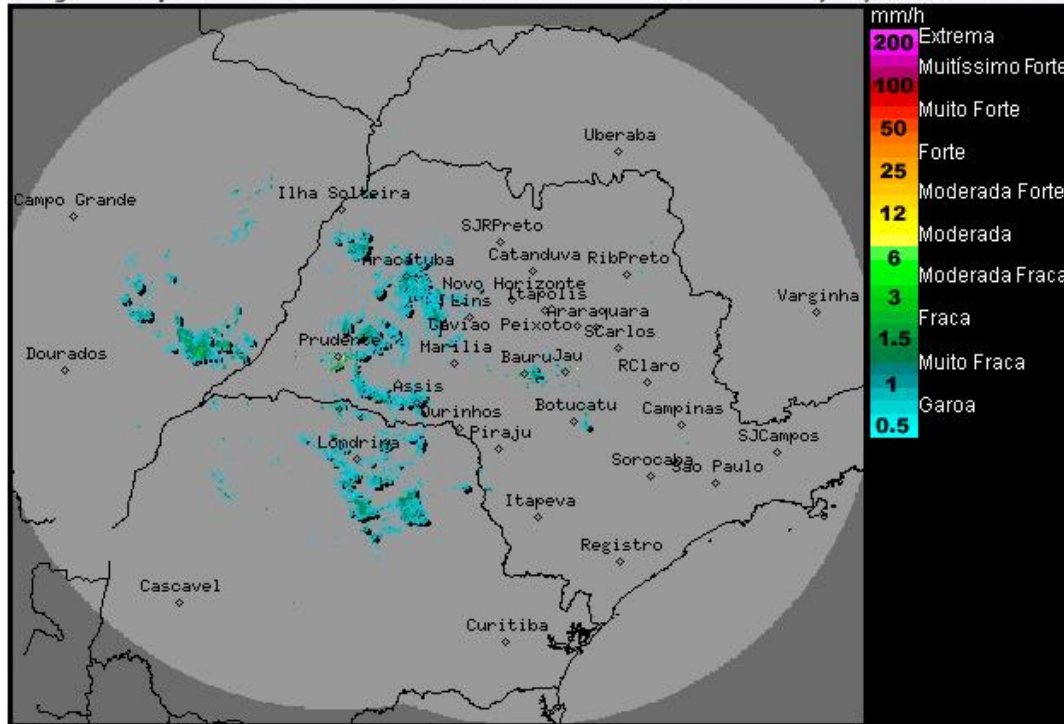 mm/h
200 Extrema
Muitíssimo Forte
100
Muito Forte
50
Forte
25
Moderada Forte
12
Moderada
6
Moderada Fraca
3
Fraca
1.5
Muito Fraca
1
Garoa
0.5
Uberaba
Campo Grande
Ilha Solteira
SJRPreto
Aracatuba
Catanduva
RibPreto
Novo Horizonte
Lins
Itapolis
Araraquara
Varginha
Gaviao Peixoto
SCarlos
Dourados
Prudente
Marilia
Bauru
Jau
RClaro
Assis
Ourinhos
Botucatu
Campinas
Londrina
Piraju
SJCampos
Sorocaba
Sao Paulo
Itapeva
Registro
Cascavel
Curitiba